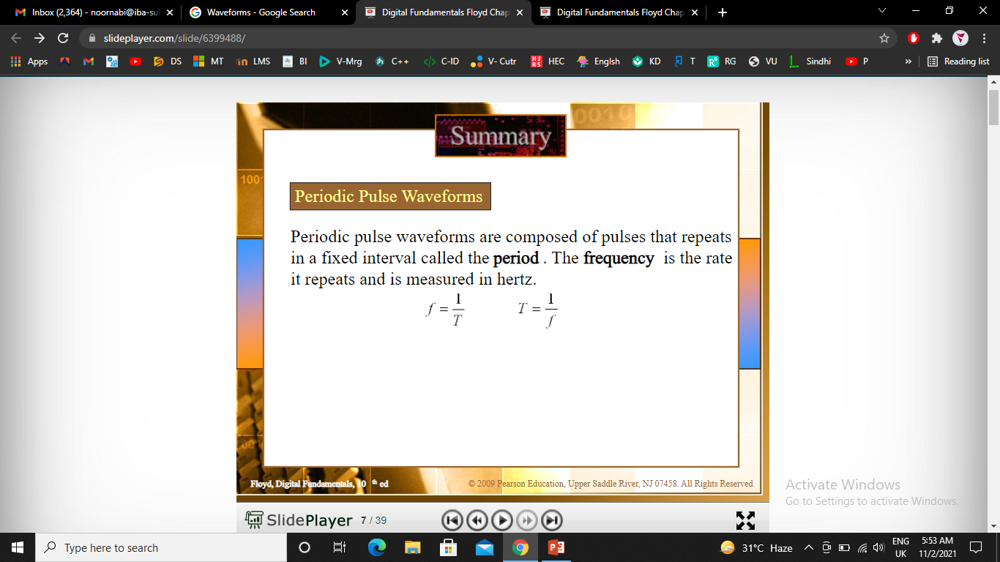 Inbox (2,364) - noornabi@iba-sul
Waveforms - Google Search
Digital Fundamentals Floyd Chap
Digital Fundamentals Floyd Chap
slideplayer.com/slide/6399488/
Apps DS MT LMS BI V-Mrg C++ C-ID V- Cutr HEC Englsh KD T RG VU Sindhi P » Reading list
Summary
Periodic Pulse Waveforms
Periodic pulse waveforms are composed of pulses that repeats
in a fixed interval called the period . The frequency is the rate
it repeats and is measured in hertz.
f = 1/T T = 1/f
Floyd, Digital Fundamentals, 10 th ed
© 2009 Pearson Education, Upper Saddle River, NJ 07458. All Rights Reserved
Activate Windows
Go to Settings to activate Windows.
SlidePlayer 7 / 39
Type here to search
31°C Haze
ENG
UK
5:53 AM
11/2/2021